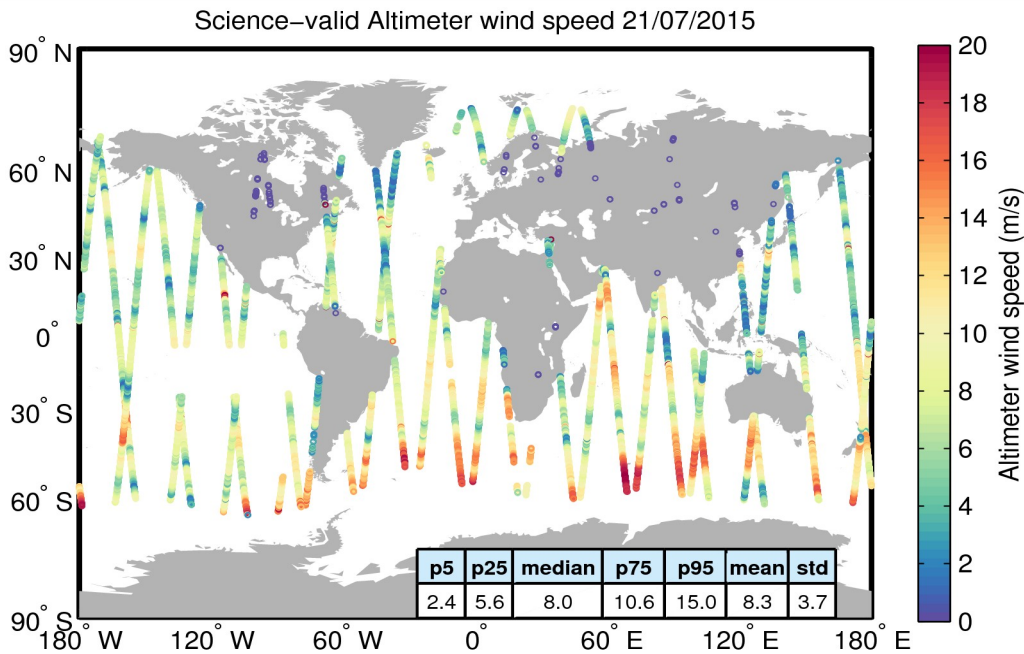 Science−valid Altimeter wind speed 21/07/2015
90° N
60° N
30° N
0°
30° S
60° S
90° S
180° W
120° W
60° W
0°
60° E
120° E
180° E
p5 p25 median p75 p95 mean std
2.4 5.6 8.0 10.6 15.0 8.3 3.7
20
18
16
14
12
10
8
6
4
2
0
Altimeter wind speed (m/s)